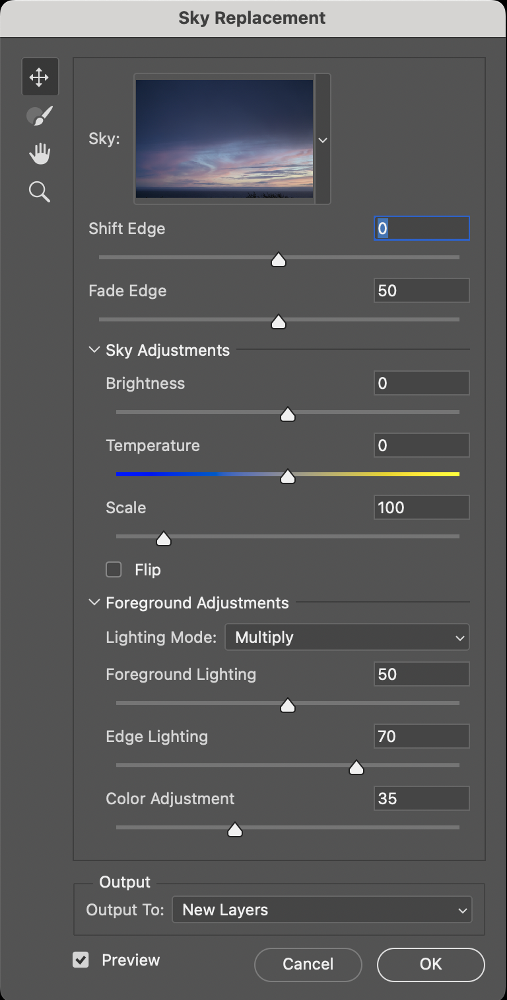 Sky Replacement
Sky:
Shift Edge 0
Fade Edge 50
Sky Adjustments
Brightness 0
Temperature 0
Scale 100
Flip
Foreground Adjustments
Lighting Mode: Multiply
Foreground Lighting 50
Edge Lighting 70
Color Adjustment 35
Output
Output To: New Layers
Preview Cancel OK